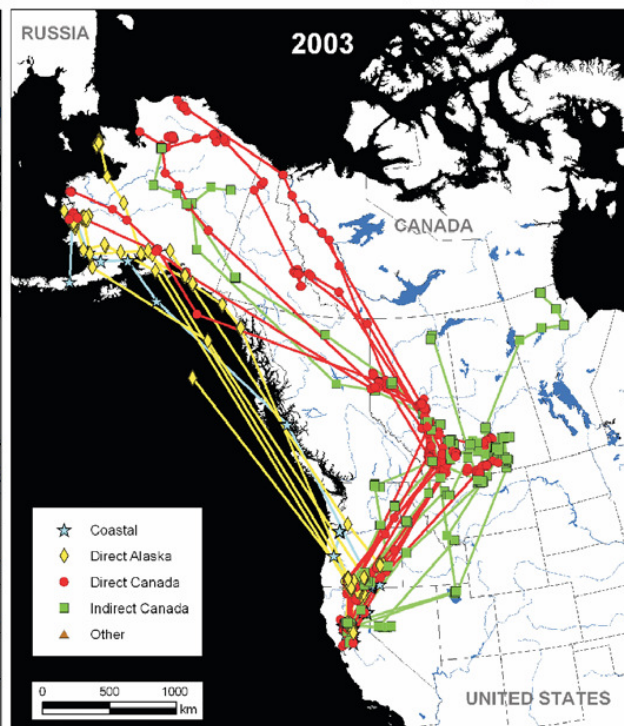 RUSSIA
2003
CANADA
Coastal
Direct Alaska
Direct Canada
Indirect Canada
Other
0 500 1000
km
UNITED STATES